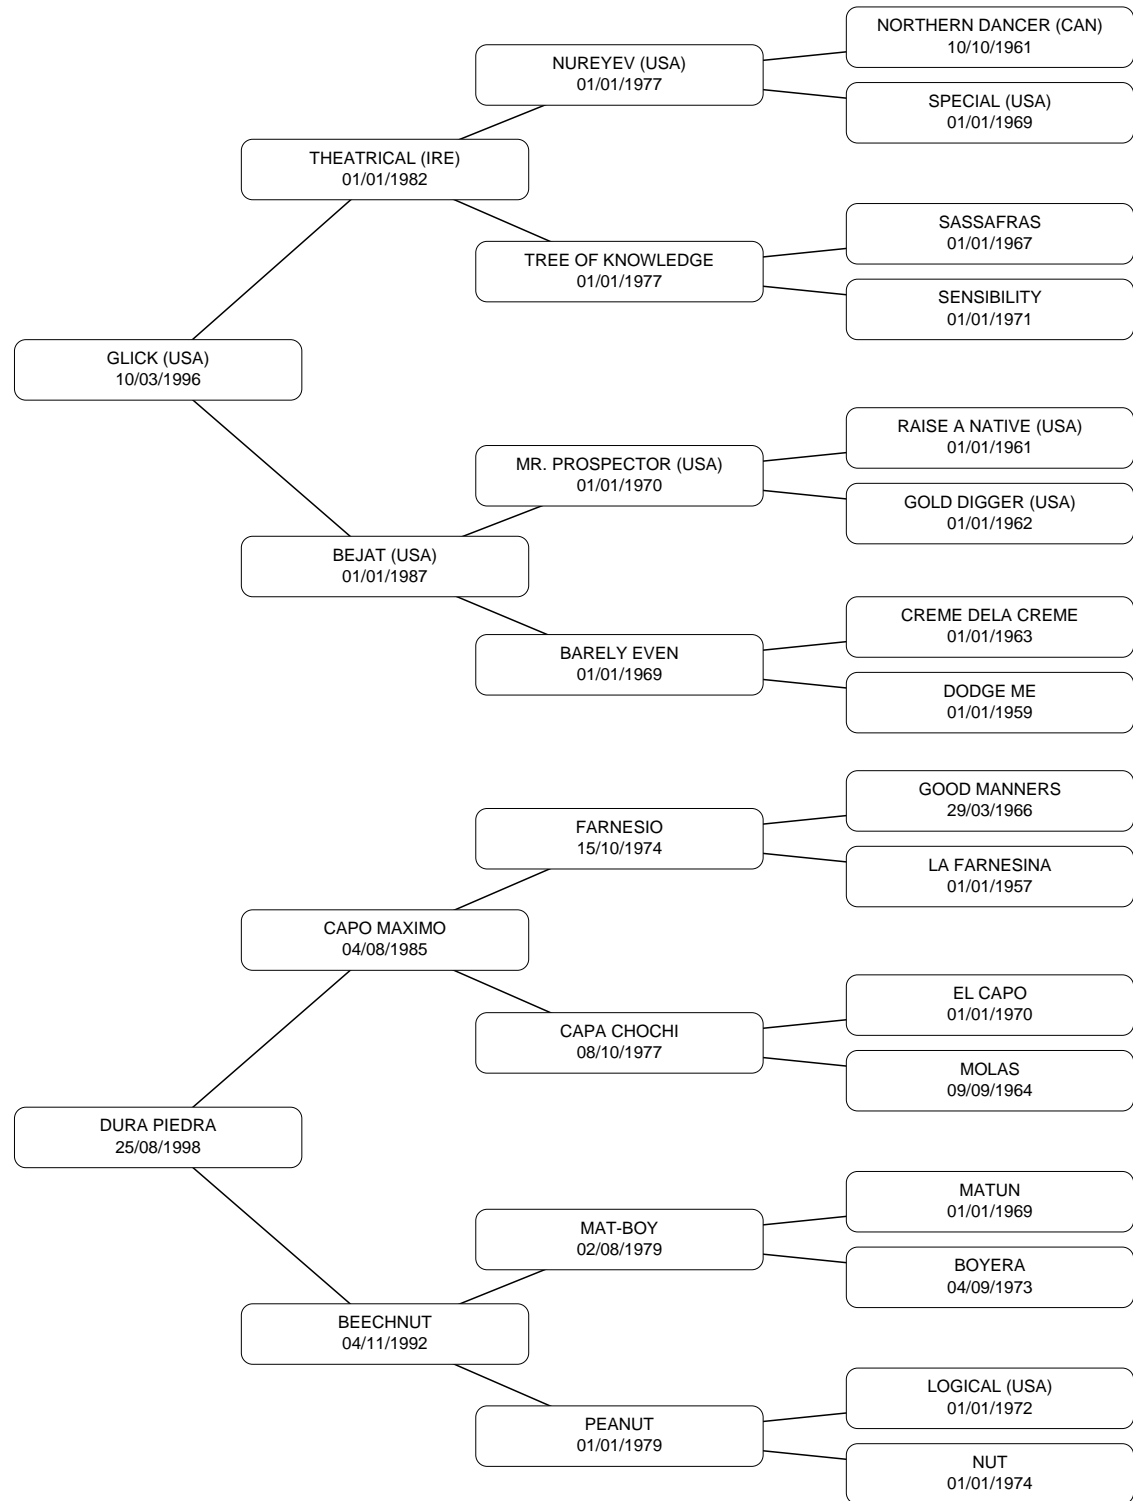 NORTHERN DANCER (CAN)
10/10/1961
NUREYEV (USA)
01/01/1977
SPECIAL (USA)
01/01/1969
THEATRICAL (IRE)
01/01/1982
SASSAFRAS
01/01/1967
TREE OF KNOWLEDGE
01/01/1977
SENSIBILITY
01/01/1971
GLICK (USA)
10/03/1996
RAISE A NATIVE (USA)
01/01/1961
MR. PROSPECTOR (USA)
01/01/1970
GOLD DIGGER (USA)
01/01/1962
BEJAT (USA)
01/01/1987
CREME DELA CREME
01/01/1963
BARELY EVEN
01/01/1969
DODGE ME
01/01/1959
GOOD MANNERS
29/03/1966
FARNESIO
15/10/1974
LA FARNESINA
01/01/1957
CAPO MAXIMO
04/08/1985
EL CAPO
01/01/1970
CAPA CHOCHI
08/10/1977
MOLAS
09/09/1964
DURA PIEDRA
25/08/1998
MATUN
01/01/1969
MAT-BOY
02/08/1979
BOYERA
04/09/1973
BEECHNUT
04/11/1992
LOGICAL (USA)
01/01/1972
PEANUT
01/01/1979
NUT
01/01/1974